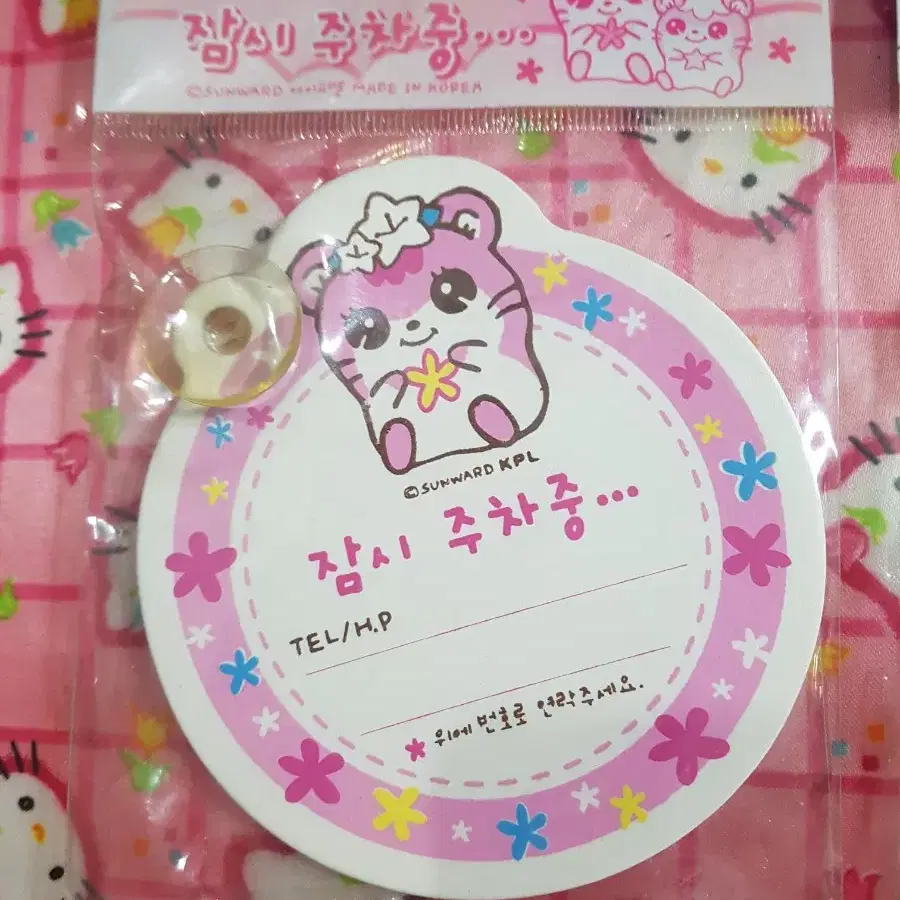 잠시 주차중...
©SUNWARD MADE IN KOREA
©SUNWARD KPL
잠시 주차중...
TEL/H.P
위에 번호로 연락주세요.